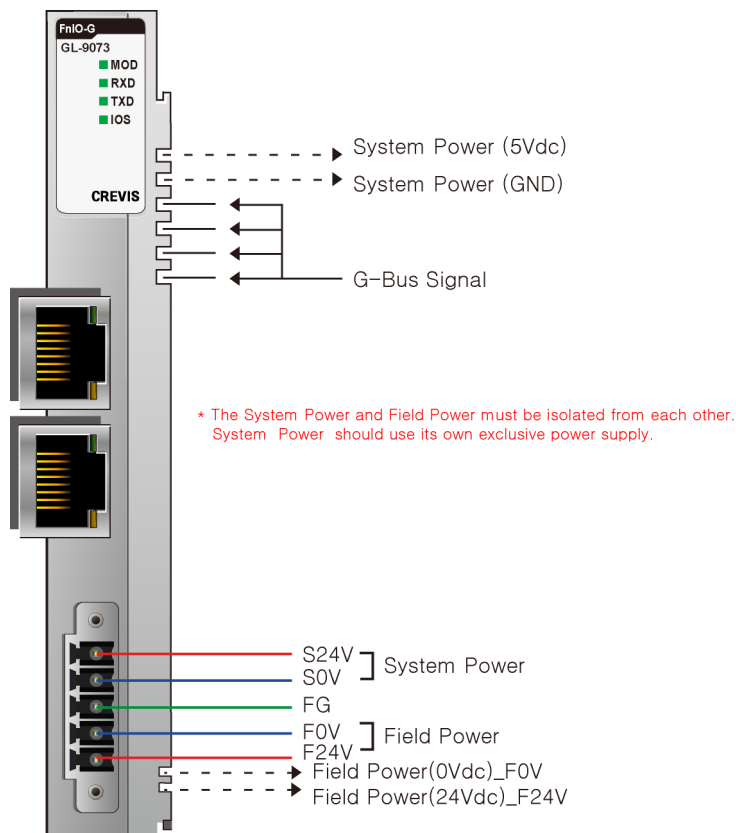 FnIO-G
GL-9073
MOD
RXD
TXD
IOS
CREVIS
System Power (5Vdc)
System Power (GND)
G-Bus Signal
* The System Power and Field Power must be isolated from each other.
System Power should use its own exclusive power supply.
S24V
S0V
System Power
FG
F0V
F24V
Field Power
Field Power(0Vdc)_F0V
Field Power(24Vdc)_F24V